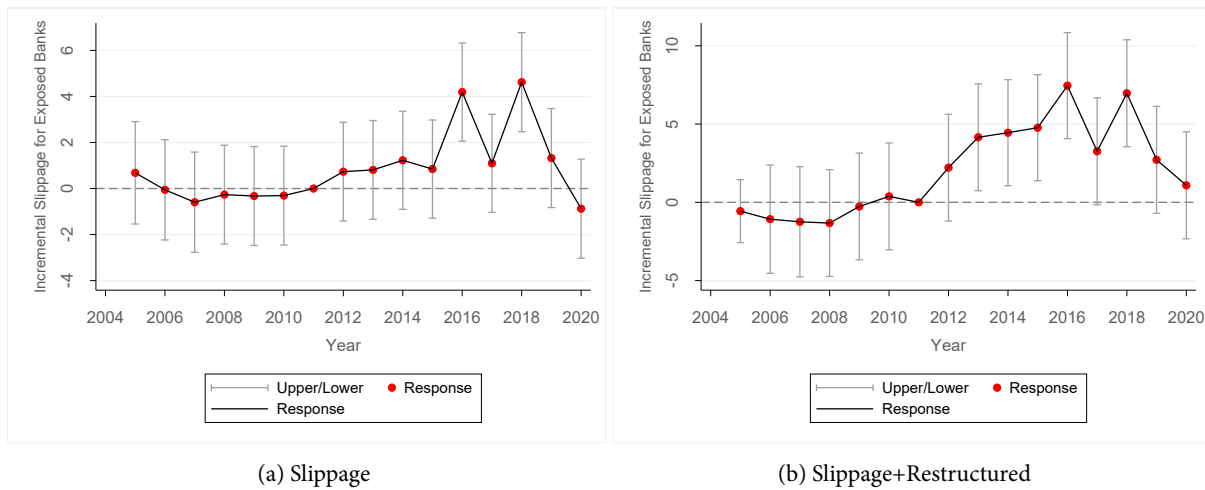 Incremental Slippage for Exposed Banks
6
4
2
0
-2
-4
2004 2006 2008 2010 2012 2014 2016 2018 2020
Year
Upper/Lower Response
Response
(a) Slippage
Incremental Slippage for Exposed Banks
10
5
0
-5
2004 2006 2008 2010 2012 2014 2016 2018 2020
Year
Upper/Lower Response
Response
(b) Slippage+Restructured